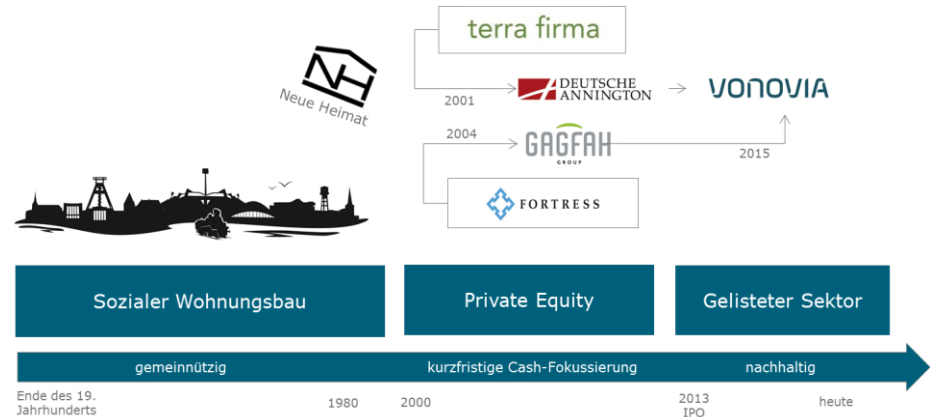 terra firma
NH
Neue Heimat
2001
DEUTSCHE
ANNINGTON
VONOVIA
2004
GAGFAH
GROUP
2015
FORTRESS
Sozialer Wohnungsbau
Private Equity
Gelisteter Sektor
gemeinnützig
kurzfristige Cash-Fokussierung
nachhaltig
Ende des 19.
Jahrhunderts
1980
2000
2013
IPO
heute